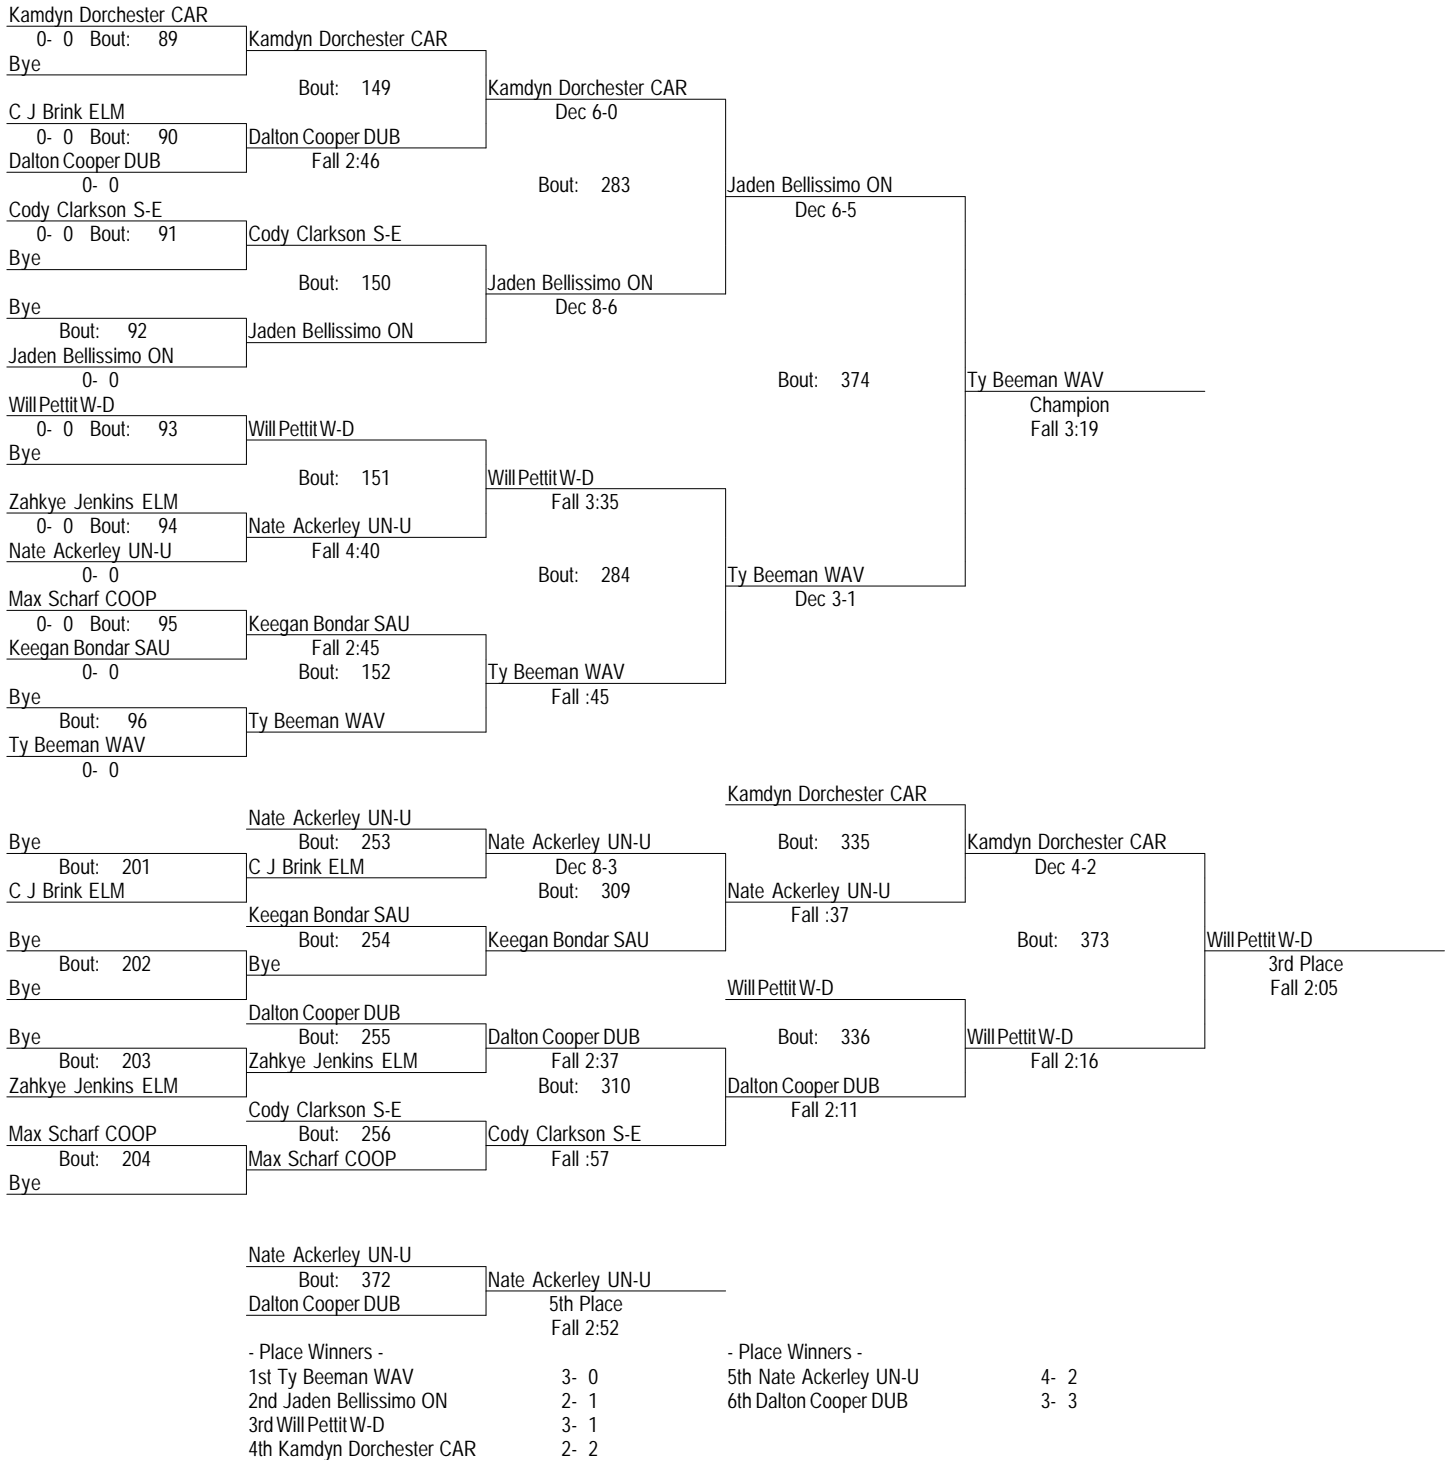 Kamdyn Dorchester CAR
0- 0 Bout: 89 Kamdyn Dorchester CAR
Bye
Bout: 149 Kamdyn Dorchester CAR
C J Brink ELM Dec 6-0
0- 0 Bout: 90 Dalton Cooper DUB
Dalton Cooper DUB Fall 2:46
0- 0 Bout: 283 Jaden Bellissimo ON
Cody Clarkson S-E Dec 6-5
0- 0 Bout: 91 Cody Clarkson S-E
Bye
Bout: 150 Jaden Bellissimo ON
Bye Dec 8-6
Bout: 92 Jaden Bellissimo ON
Jaden Bellissimo ON
0- 0 Bout: 374 Ty Beeman WAV
Will Pettit W-D Champion
0- 0 Bout: 93 Will Pettit W-D Fall 3:19
Bye
Bout: 151 Will Pettit W-D
Zahkye Jenkins ELM Fall 3:35
0- 0 Bout: 94 Nate Ackerley UN-U
Nate Ackerley UN-U Fall 4:40
0- 0 Bout: 284 Ty Beeman WAV
Max Scharf COOP Dec 3-1
0- 0 Bout: 95 Keegan Bondar SAU
Keegan Bondar SAU Fall 2:45
0- 0 Bout: 152 Ty Beeman WAV
Bye Fall :45
Bout: 96 Ty Beeman WAV
Ty Beeman WAV
0- 0
Kamdyn Dorchester CAR
Nate Ackerley UN-U
Bye Bout: 253 Nate Ackerley UN-U Bout: 335 Kamdyn Dorchester CAR
Bout: 201 C J Brink ELM Dec 8-3 Dec 4-2
C J Brink ELM Bout: 309 Nate Ackerley UN-U
Keegan Bondar SAU Fall :37
Bye Bout: 254 Keegan Bondar SAU Bout: 373 Will Pettit W-D
Bout: 202 Bye 3rd Place
Bye Will Pettit W-D Fall 2:05
Dalton Cooper DUB
Bye Bout: 255 Dalton Cooper DUB Bout: 336 Will Pettit W-D
Bout: 203 Zahkye Jenkins ELM Fall 2:37 Fall 2:16
Zahkye Jenkins ELM Bout: 310 Dalton Cooper DUB
Cody Clarkson S-E Fall 2:11
Max Scharf COOP Bout: 256 Cody Clarkson S-E
Bout: 204 Max Scharf COOP Fall :57
Bye
Nate Ackerley UN-U
Bout: 372 Nate Ackerley UN-U
Dalton Cooper DUB 5th Place
Fall 2:52
- Place Winners - - Place Winners -
1st Ty Beeman WAV 3- 0 5th Nate Ackerley UN-U 4- 2
2nd Jaden Bellissimo ON 2- 1 6th Dalton Cooper DUB 3- 3
3rd Will Pettit W-D 3- 1
4th Kamdyn Dorchester CAR 2- 2